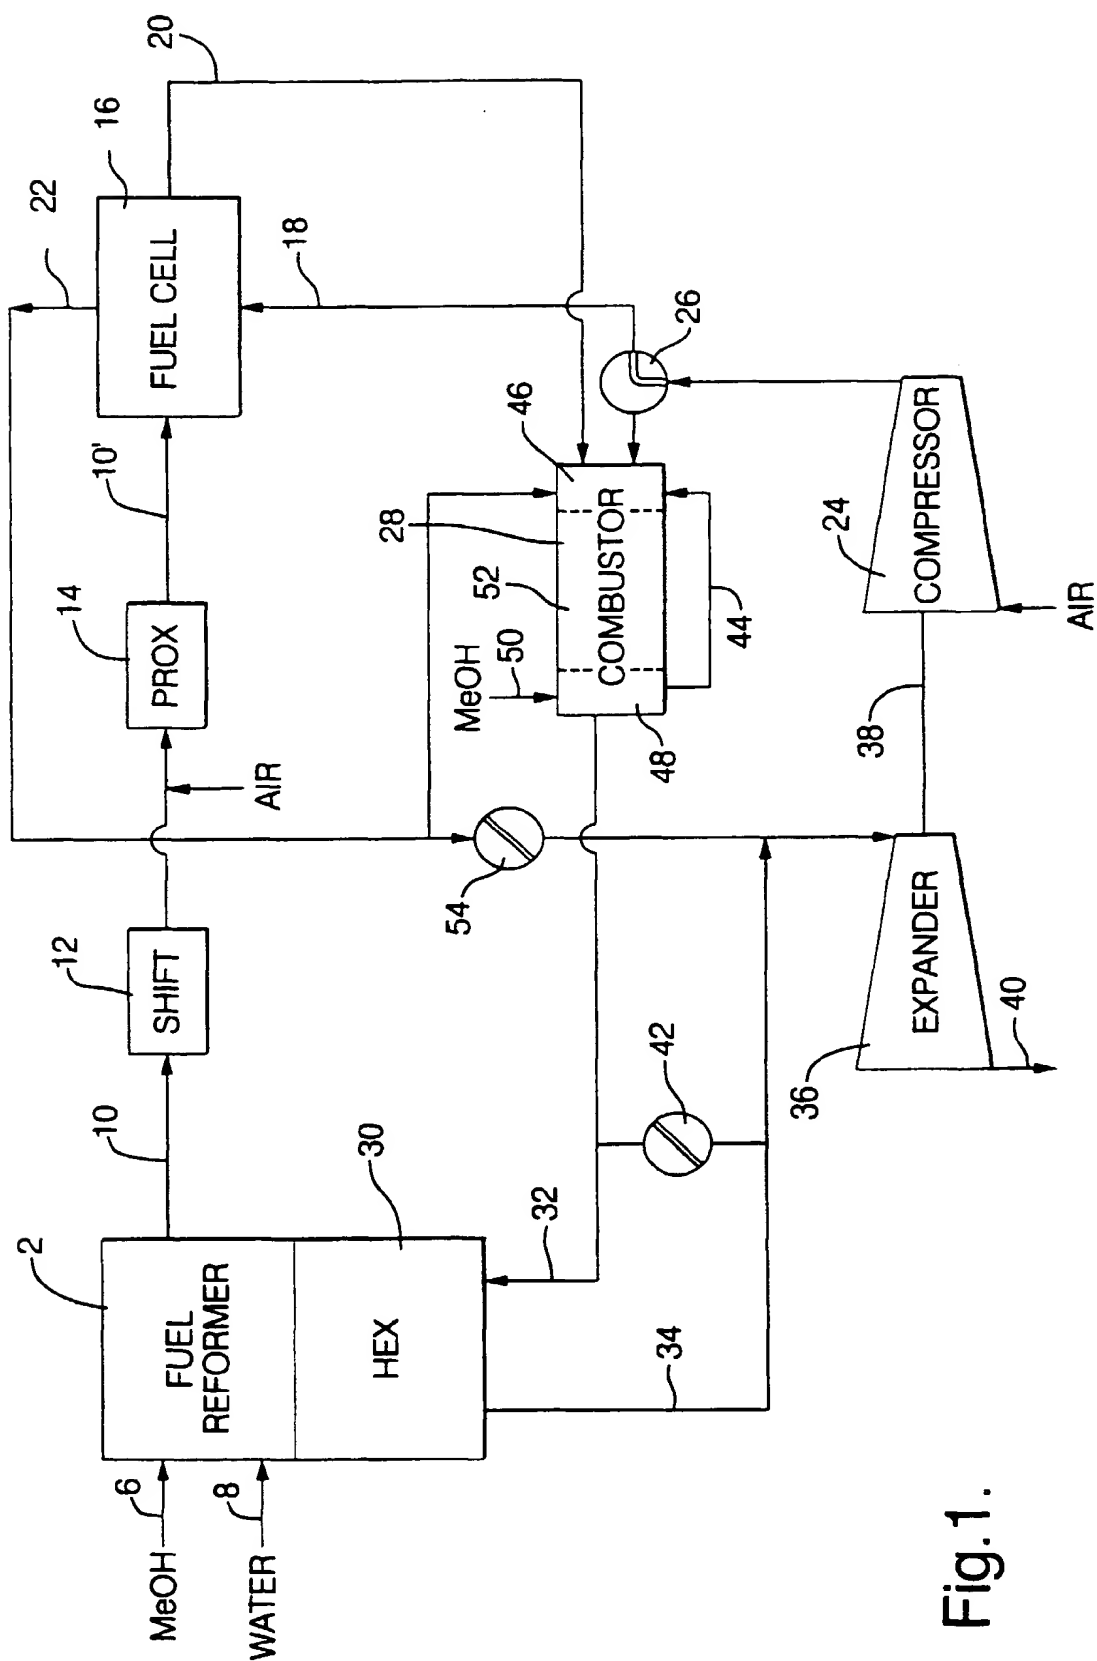 MeOH
6
WATER
8
FUEL
REFORMER
2
HEX
30
10
SHIFT
12
AIR
PROX
14
10'
FUEL CELL
16
22
20
18
32
34
42
54
MeOH
50
COMBUSTOR
52
28
46
48
44
26
EXPANDER
36
40
38
COMPRESSOR
24
AIR
Fig.1.